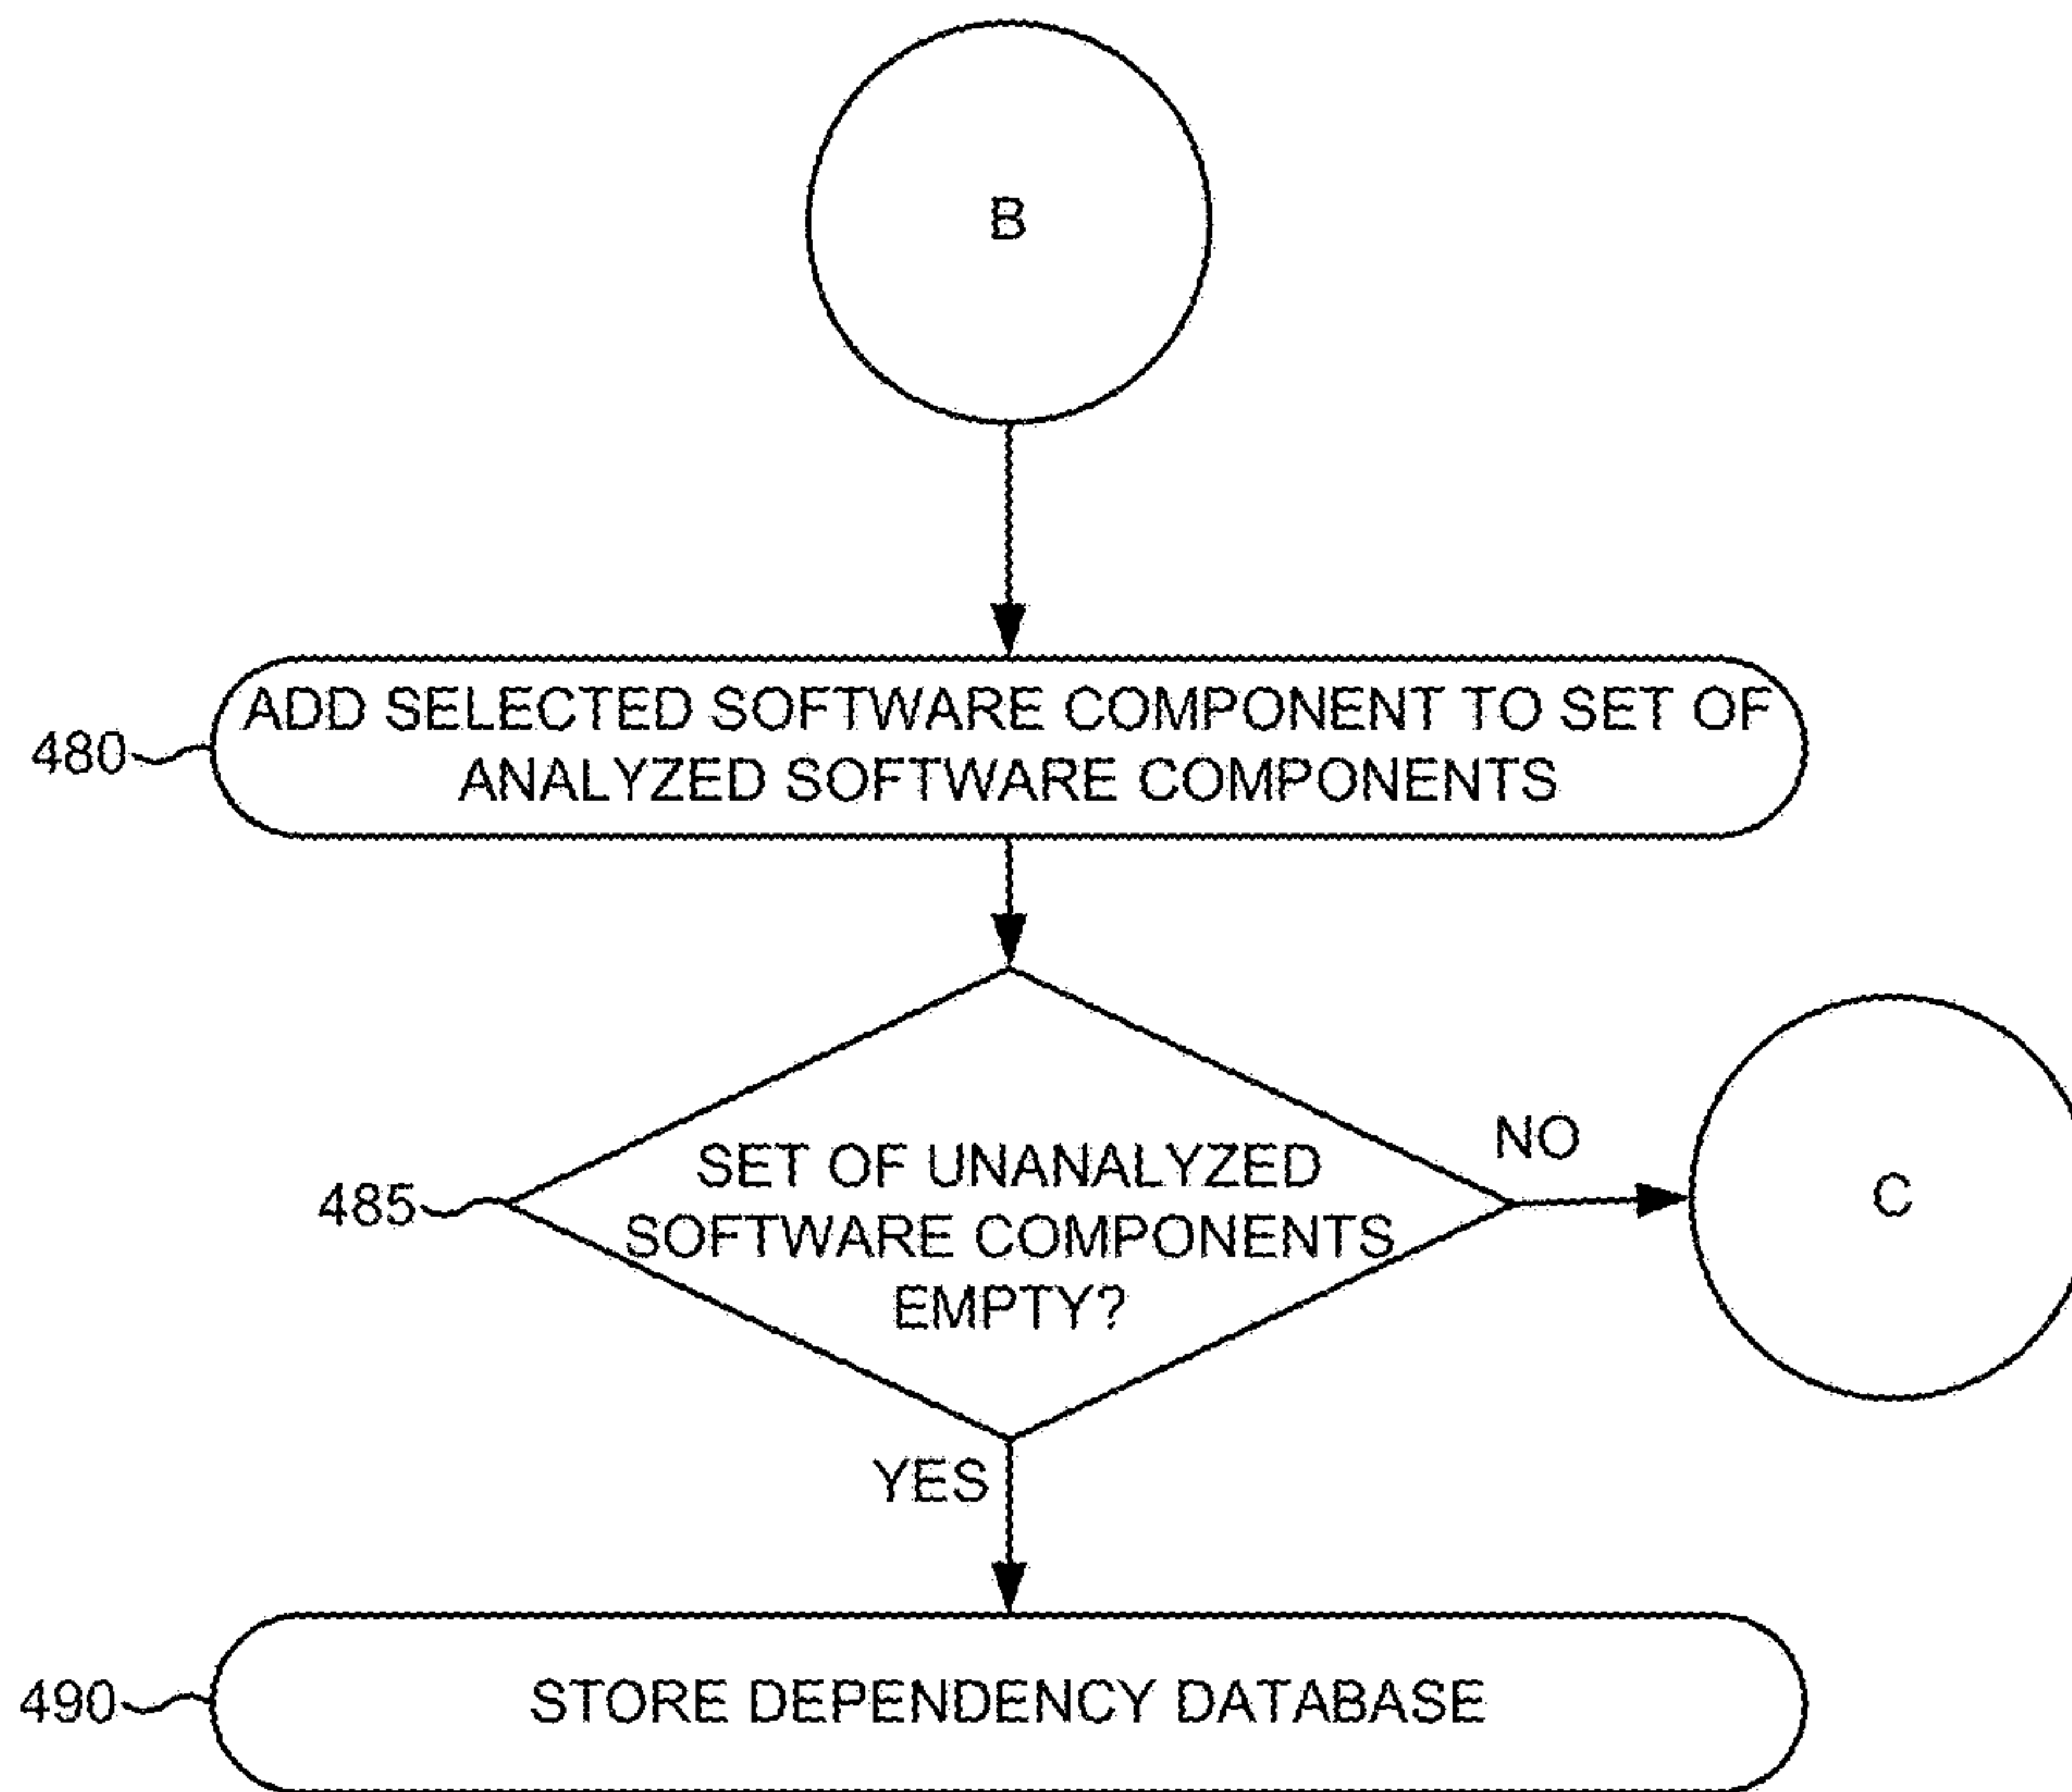 B
480
ADD SELECTED SOFTWARE COMPONENT TO SET OF
ANALYZED SOFTWARE COMPONENTS
485
SET OF UNANALYZED
SOFTWARE COMPONENTS
EMPTY?
NO
C
YES
490
STORE DEPENDENCY DATABASE